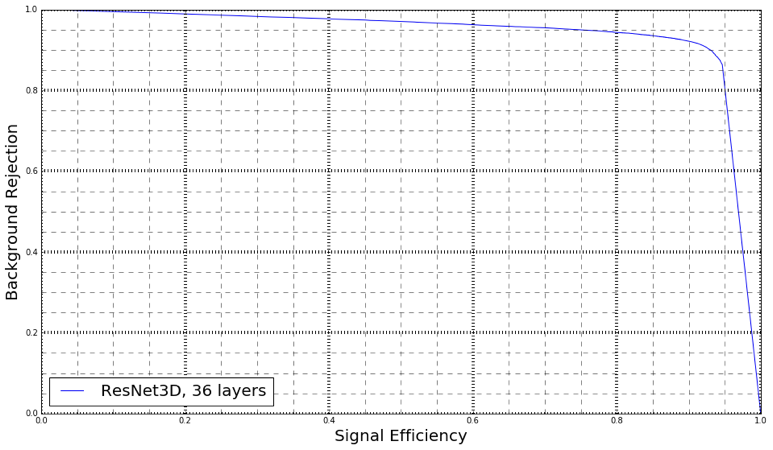 1.0
0.8
0.6
0.4
0.2
0.0
Background Rejection
ResNet3D, 36 layers
0.0 0.2 0.4 0.6 0.8 1.0
Signal Efficiency